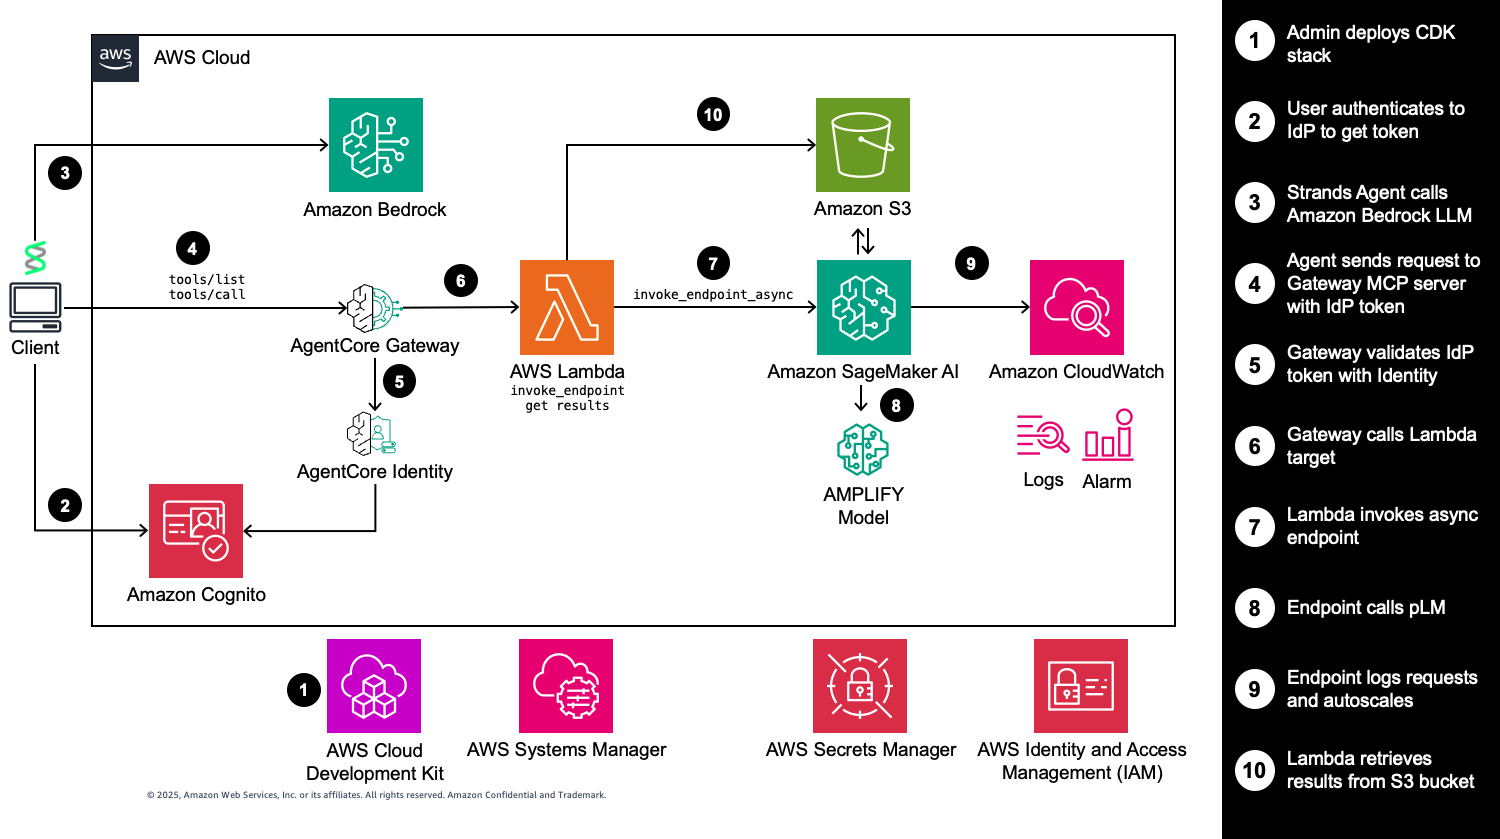 aws
AWS Cloud
10
3
Amazon Bedrock
Amazon S3
4
tools/list
tools/call
6
7
invoke_endpoint_async
9
Client
AgentCore Gateway
5
AWS Lambda
invoke_endpoint
get results
Amazon SageMaker AI
8
Amazon CloudWatch
AgentCore Identity
AMPLIFY
Model
Logs
Alarm
2
Amazon Cognito
1
AWS Cloud
Development Kit
AWS Systems Manager
AWS Secrets Manager
AWS Identity and Access
Management (IAM)
© 2025, Amazon Web Services, Inc. or its affiliates. All rights reserved. Amazon Confidential and Trademark.
1
Admin deploys CDK
stack
2
User authenticates to
IdP to get token
3
Strands Agent calls
Amazon Bedrock LLM
4
Agent sends request to
Gateway MCP server
with IdP token
5
Gateway validates IdP
token with Identity
6
Gateway calls Lambda
target
7
Lambda invokes async
endpoint
8
Endpoint calls pLM
9
Endpoint logs requests
and autoscales
10
Lambda retrieves
results from S3 bucket